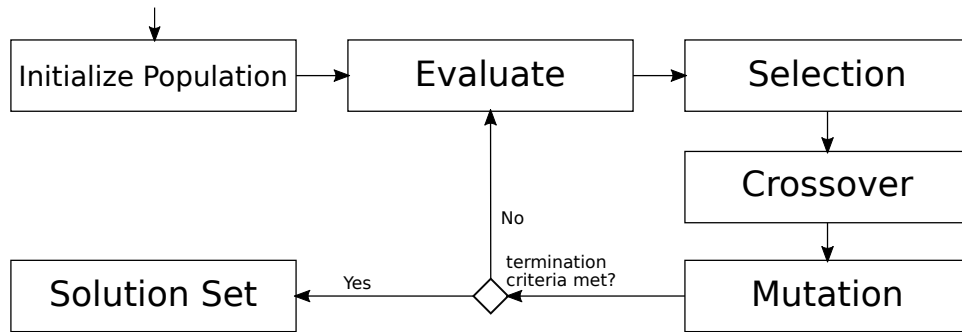 Initialize Population
Evaluate
Selection
Crossover
No
termination
criteria met?
Yes
Solution Set
Mutation